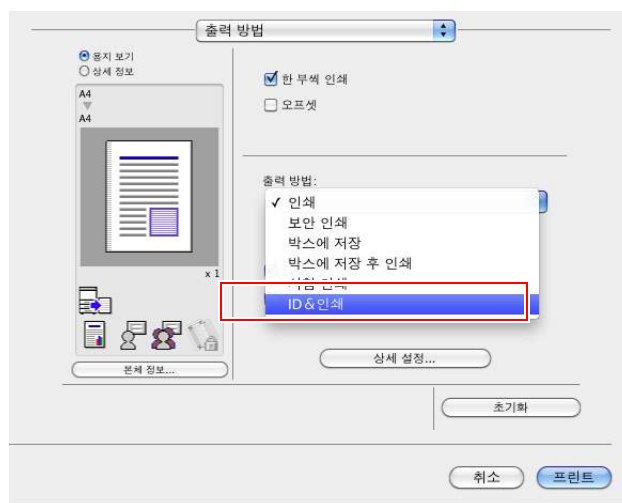 출력 방법
용지 보기
상세 정보
A4
A4
x 1
본체 정보...
한 부씩 인쇄
오프셋
출력 방법:
✓ 인쇄
보안 인쇄
박스에 저장
박스에 저장 후 인쇄
인쇄
ID&인쇄
상세 설정...
초기화
취소
프린트